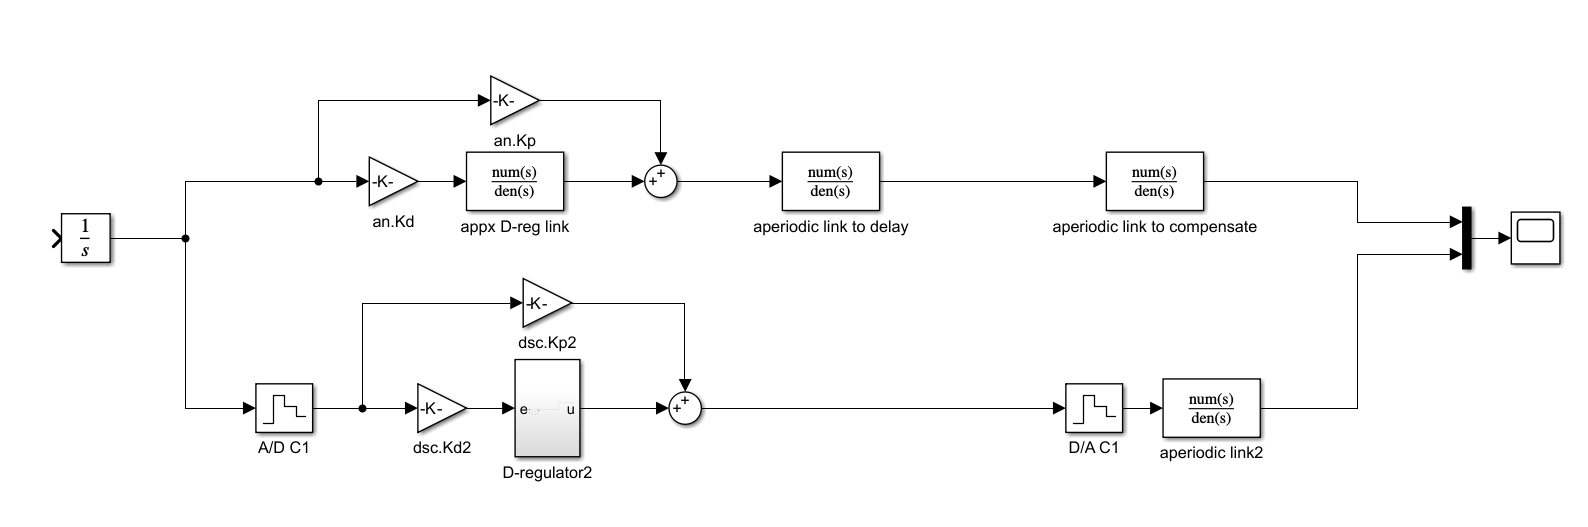 -K-
an.Kp
-K-
an.Kd
num(s)
den(s)
appx D-reg link
+
+
num(s)
den(s)
aperiodic link to delay
num(s)
den(s)
aperiodic link to compensate
1
s
-K-
dsc.Kp2
A/D C1
-K-
dsc.Kd2
e
u
D-regulator2
+
+
D/A C1
num(s)
den(s)
aperiodic link2